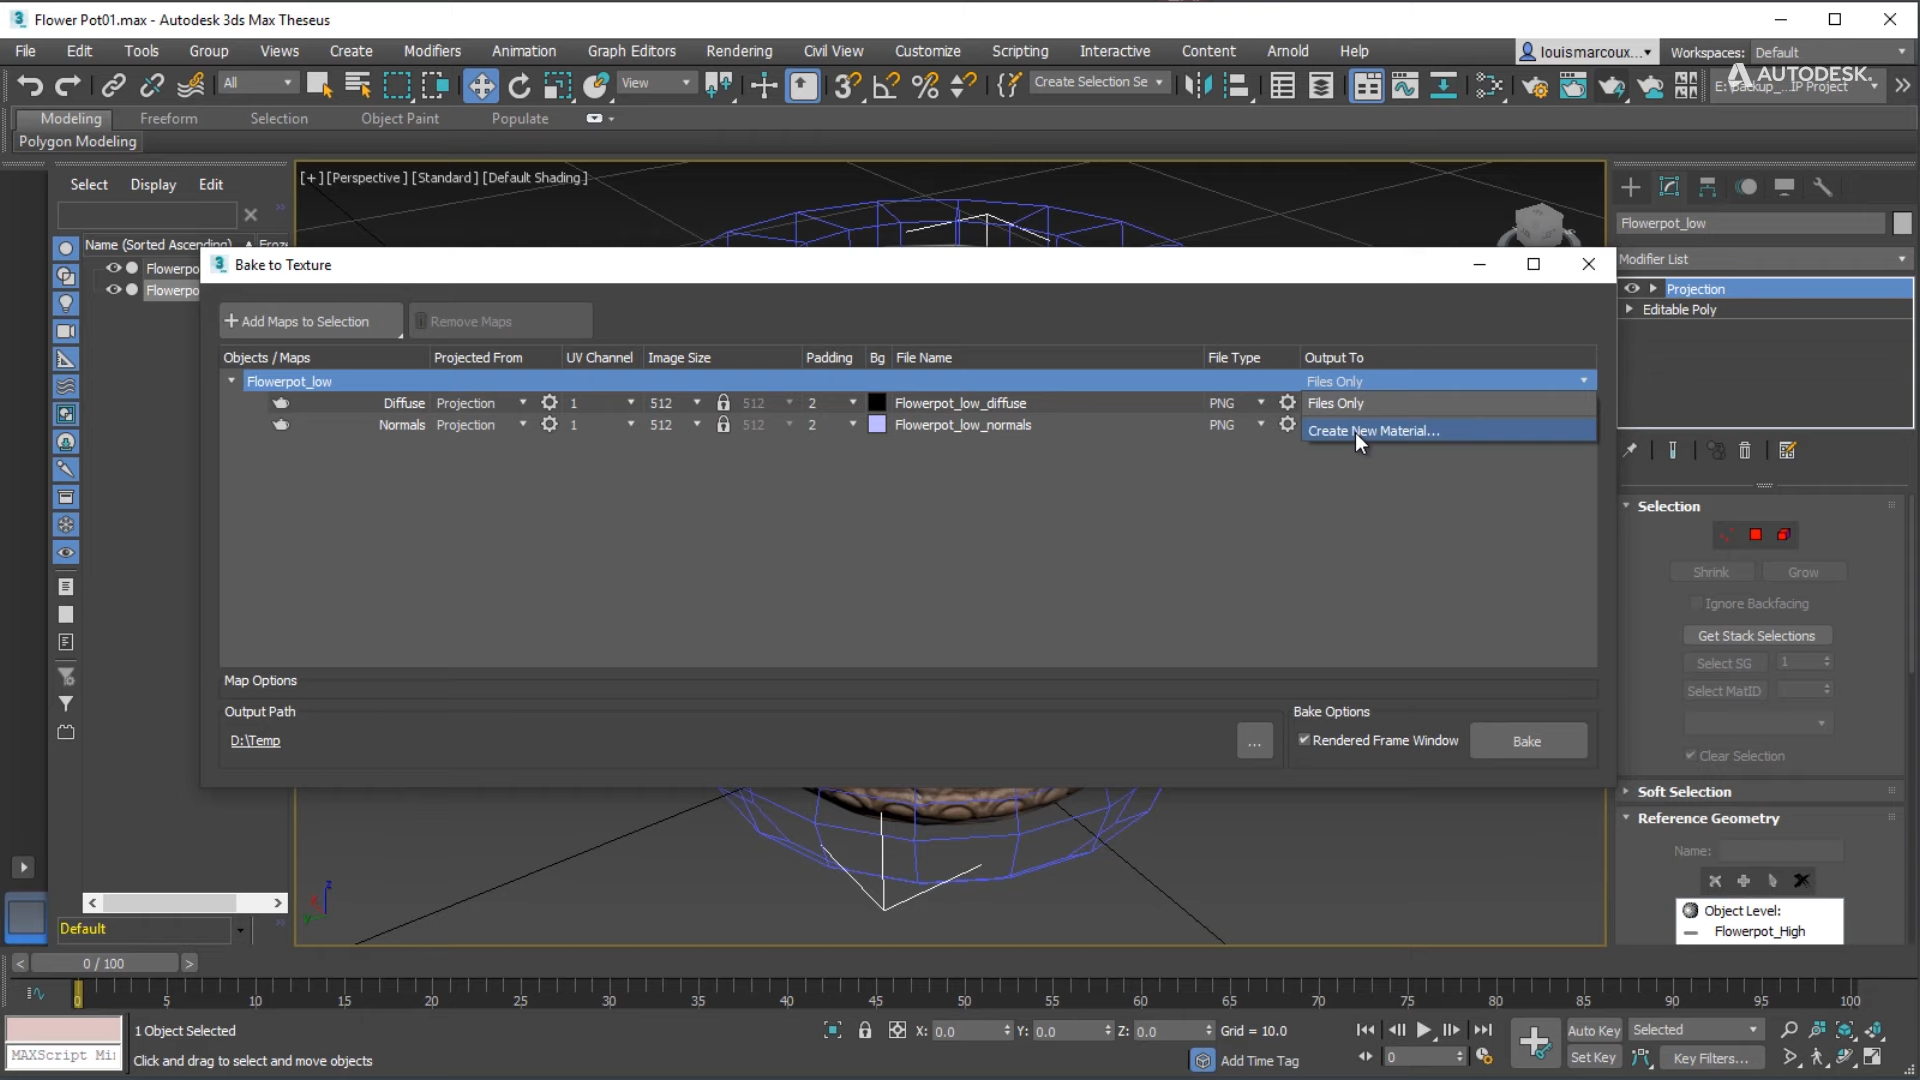 Flower Pot01.max - Autodesk 3ds Max Theseus
File Edit Tools Group Views Create Modifiers Animation Graph Editors Rendering Civil View Customize Scripting Interactive Content Arnold Help louismarcoux... Workspaces: Default
All View Create Selection Se AUTODESK.
Modeling Freeform Selection Object Paint Populate
Polygon Modeling
Select Display Edit
[+] [Perspective] [Standard] [Default Shading]
Flowerpot_low
Name (Sorted Ascending)
Modifier List
Flowerpo
Flowerpo
Projection
Editable Poly
Bake to Texture
Add Maps to Selection Remove Maps
Objects / Maps Projected From UV Channel Image Size Padding Bg File Name File Type Output To
Flowerpot_low Files Only
Diffuse Projection 1 512 512 2 Flowerpot_low_diffuse PNG Files Only
Normals Projection 1 512 512 2 Flowerpot_low_normals PNG Create New Material...
Map Options
Output Path
D:\Temp
...
Bake Options
Rendered Frame Window Bake
Selection
Shrink Grow
Ignore Backfacing
Get Stack Selections
Select SG 1
Select MatID
Clear Selection
Soft Selection
Reference Geometry
Name:
Object Level:
Flowerpot_High
Default
0 / 100
0 5 10 15 20 25 30 35 40 45 50 55 60 65 70 75 80 85 90 95 100
1 Object Selected X: 0.0 Y: 0.0 Z: 0.0 Grid = 10.0 Auto Key Selected
MAXScript Mi Click and drag to select and move objects Add Time Tag 0 Set Key Key Filters...